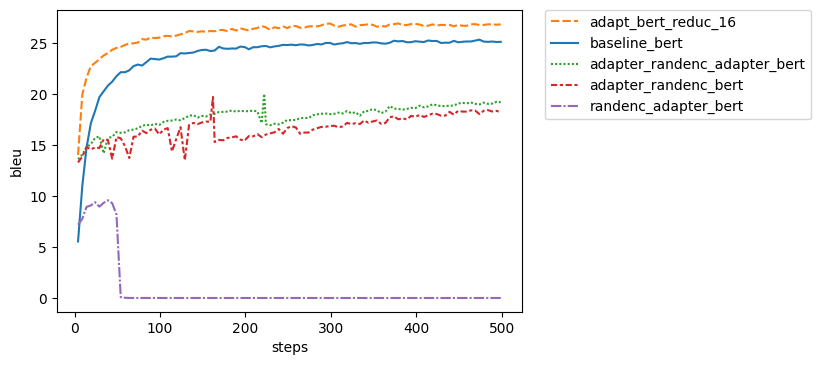 adapt_bert_reduc_16
baseline_bert
adapter_randenc_adapter_bert
adapter_randenc_bert
randenc_adapter_bert
bleu
25
20
15
10
5
0
0 100 200 300 400 500
steps